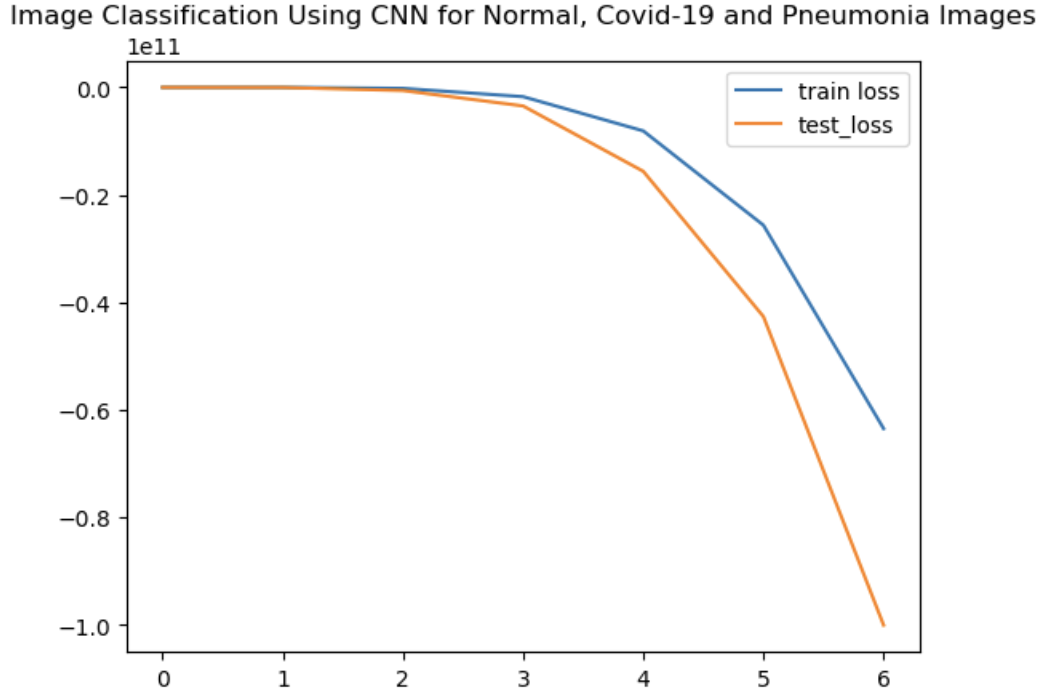 Image Classification Using CNN for Normal, Covid-19 and Pneumonia Images
1e11
0.0
−0.2
−0.4
−0.6
−0.8
−1.0
train loss
test_loss
0 1 2 3 4 5 6